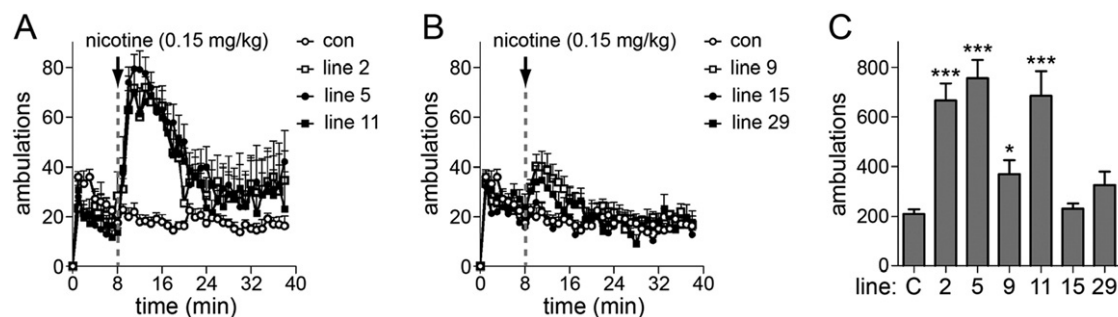 A
nicotine (0.15 mg/kg)
con
line 2
line 5
line 11
ambulations
80
60
40
20
0
0 8 16 24 32 40
time (min)
B
nicotine (0.15 mg/kg)
con
line 9
line 15
line 29
ambulations
80
60
40
20
0
0 8 16 24 32 40
time (min)
C
ambulations
800
600
400
200
0
*** *** * ***
line: C 2 5 9 11 15 29